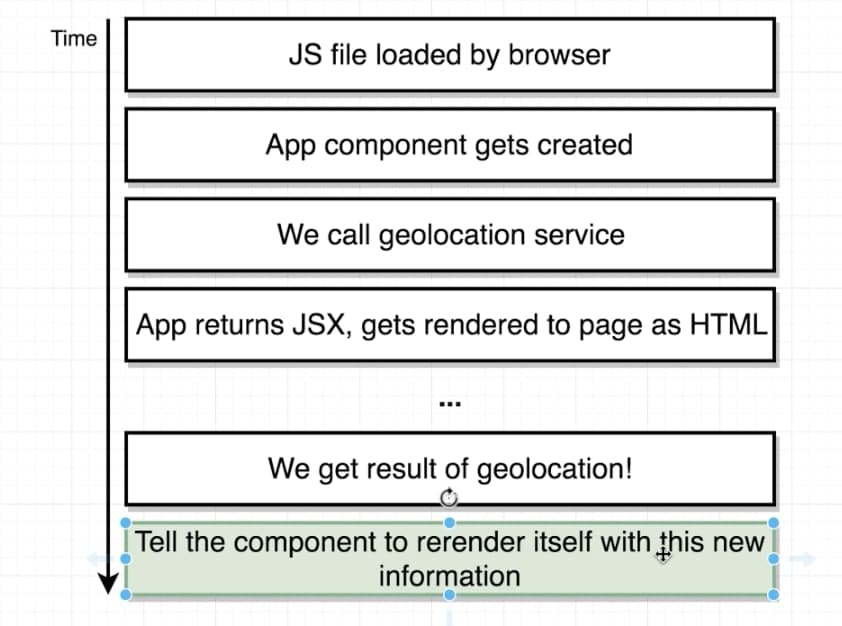 Time
JS file loaded by browser
App component gets created
We call geolocation service
App returns JSX, gets rendered to page as HTML
...
We get result of geolocation!
Tell the component to rerender itself with this new
information